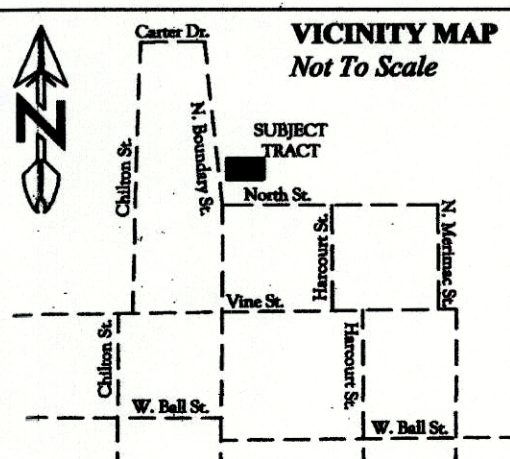 VICINITY MAP
Not To Scale
Carter Dr.
N
SUBJECT
TRACT
Chilton St.
N. Boundary St.
North St.
Harcourt St.
N. Merimac St.
Vine St.
Chilton St.
Harcourt St.
W. Ball St.
W. Ball St.